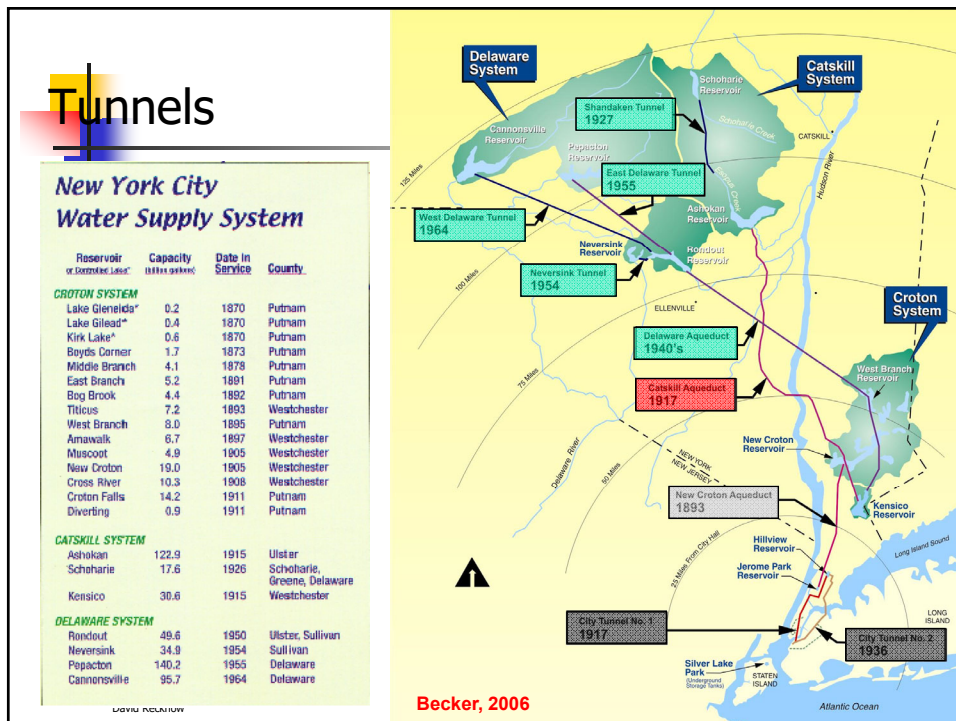 Tunnels
New York City
Water Supply System
Reservoir Capacity Date In County
or Controlled Lake* (billion gallons) Service
CROTON SYSTEM
Lake Gleneida* 0.2 1870 Putnam
Lake Gilead* 0.4 1870 Putnam
Kirk Lake* 0.6 1870 Putnam
Boyds Corner 1.7 1873 Putnam
Middle Branch 4.1 1878 Putnam
East Branch 5.2 1891 Putnam
Bog Brook 4.4 1892 Putnam
Titicus 7.2 1893 Westchester
West Branch 8.0 1895 Putnam
Amawalk 6.7 1897 Westchester
Muscoot 4.9 1905 Westchester
New Croton 19.0 1905 Westchester
Cross River 10.3 1908 Westchester
Croton Falls 14.2 1911 Putnam
Diverting 0.9 1911 Putnam
CATSKILL SYSTEM
Ashokan 122.9 1915 Ulster
Schoharie 17.6 1926 Schoharie,
Greene, Delaware
Kensico 30.6 1915 Westchester
DELAWARE SYSTEM
Rondout 49.6 1950 Ulster, Sullivan
Neversink 34.9 1954 Sullivan
Pepacton 140.2 1955 Delaware
Cannonsville 95.7 1964 Delaware
David Reckhow
Delaware
System
Catskill
System
Schoharie
Reservoir
Shandaken Tunnel
1927
Schoharie Creek
CATSKILL
Cannonsville
Reservoir
Pepacton
Reservoir
125 Miles
East Delaware Tunnel
1955
Esopus Creek
Hudson River
West Delaware Tunnel
1964
Ashokan
Reservoir
Neversink
Reservoir
Rondout
Reservoir
Neversink Tunnel
1954
100 Miles
ELLENVILLE
Croton
System
Delaware Aqueduct
1940's
75 Miles
Catskill Aqueduct
1917
West Branch
Reservoir
New Croton
Reservoir
Delaware River
50 Miles
NEW YORK
NEW JERSEY
New Croton Aqueduct
1893
Kensico
Reservoir
25 Miles From City Hall
Hillview
Reservoir
Long Island Sound
Jerome Park
Reservoir
City Tunnel No. 1
1917
LONG
ISLAND
City Tunnel No. 2
1936
Silver Lake
Park
(Underground
Storage Tanks)
STATEN
ISLAND
Becker, 2006
Atlantic Ocean